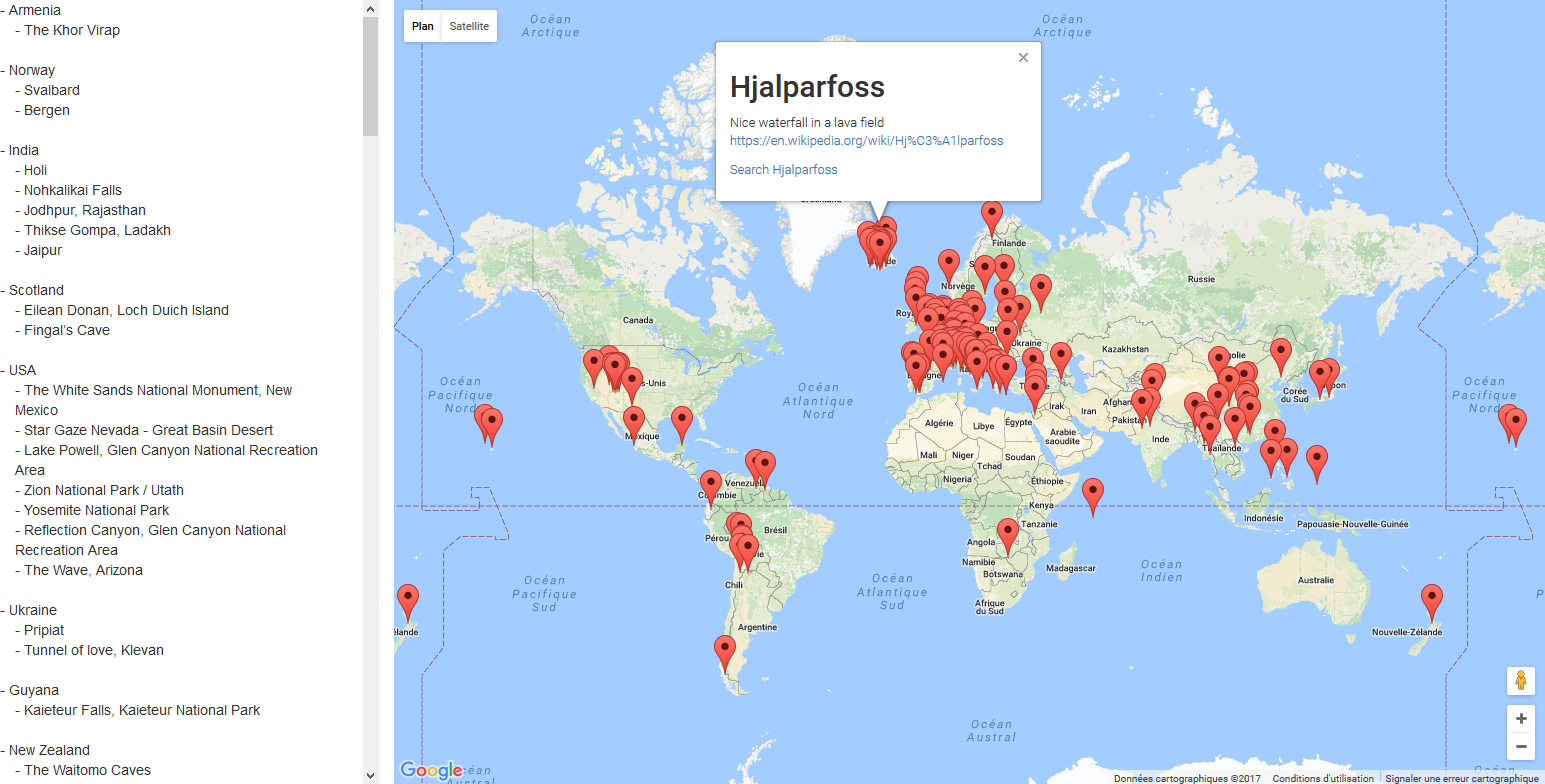 - Armenia
- The Khor Virap
- Norway
- Svalbard
- Bergen
- India
- Holi
- Nohkalikai Falls
- Jodhpur, Rajasthan
- Thikse Gompa, Ladakh
- Jaipur
- Scotland
- Eilean Donan, Loch Duich Island
- Fingal's Cave
- USA
- The White Sands National Monument, New
Mexico
- Star Gaze Nevada - Great Basin Desert
- Lake Powell, Glen Canyon National Recreation
Area
- Zion National Park / Utath
- Yosemite National Park
- Reflection Canyon, Glen Canyon National
Recreation Area
- The Wave, Arizona
- Ukraine
- Pripiat
- Tunnel of love, Klevan
- Guyana
- Kaieteur Falls, Kaieteur National Park
- New Zealand
- The Waitomo Caves
Plan
Satellite
Océan
Arctique
Océan
Arctique
Hjalparfoss
Nice waterfall in a lava field
https://en.wikipedia.org/wiki/Hj%C3%A1lparfoss
Search Hjalparfoss
Finlande
Norvège
Russie
Canada
Ukraine
Kazakhstan
Océan
Pacifique
Nord
Océan
Atlantique
Nord
Océan
Pacifique
Nord
Mexique
Corée
du Sud
Irak
Iran
Pakistan
Algérie
Libye
Égypte
Arabie
saoudite
Inde
Mali
Niger
Soudan
Tchad
Thaïlande
Nigeria
Éthiopie
Venezuela
Colombie
Kenya
Indonésie
Papouasie-Nouvelle-Guinée
Tanzanie
Brésil
Pérou
Angola
Namibie
Botswana
Madagascar
Océan
Indien
Australie
Océan
Pacifique
Sud
Océan
Atlantique
Sud
Chili
Afrique
du Sud
Argentine
élande
Nouvelle-Zélande
Océan
Austral
Google
Données cartographiques ©2017
Conditions d'utilisation
Signaler une erreur cartographique